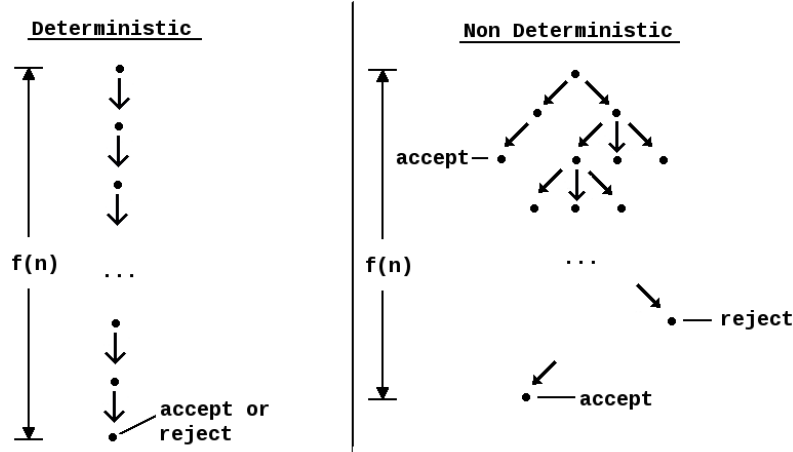 Deterministic
f(n)
...
accept or
reject
Non Deterministic
accept
f(n)
...
reject
accept